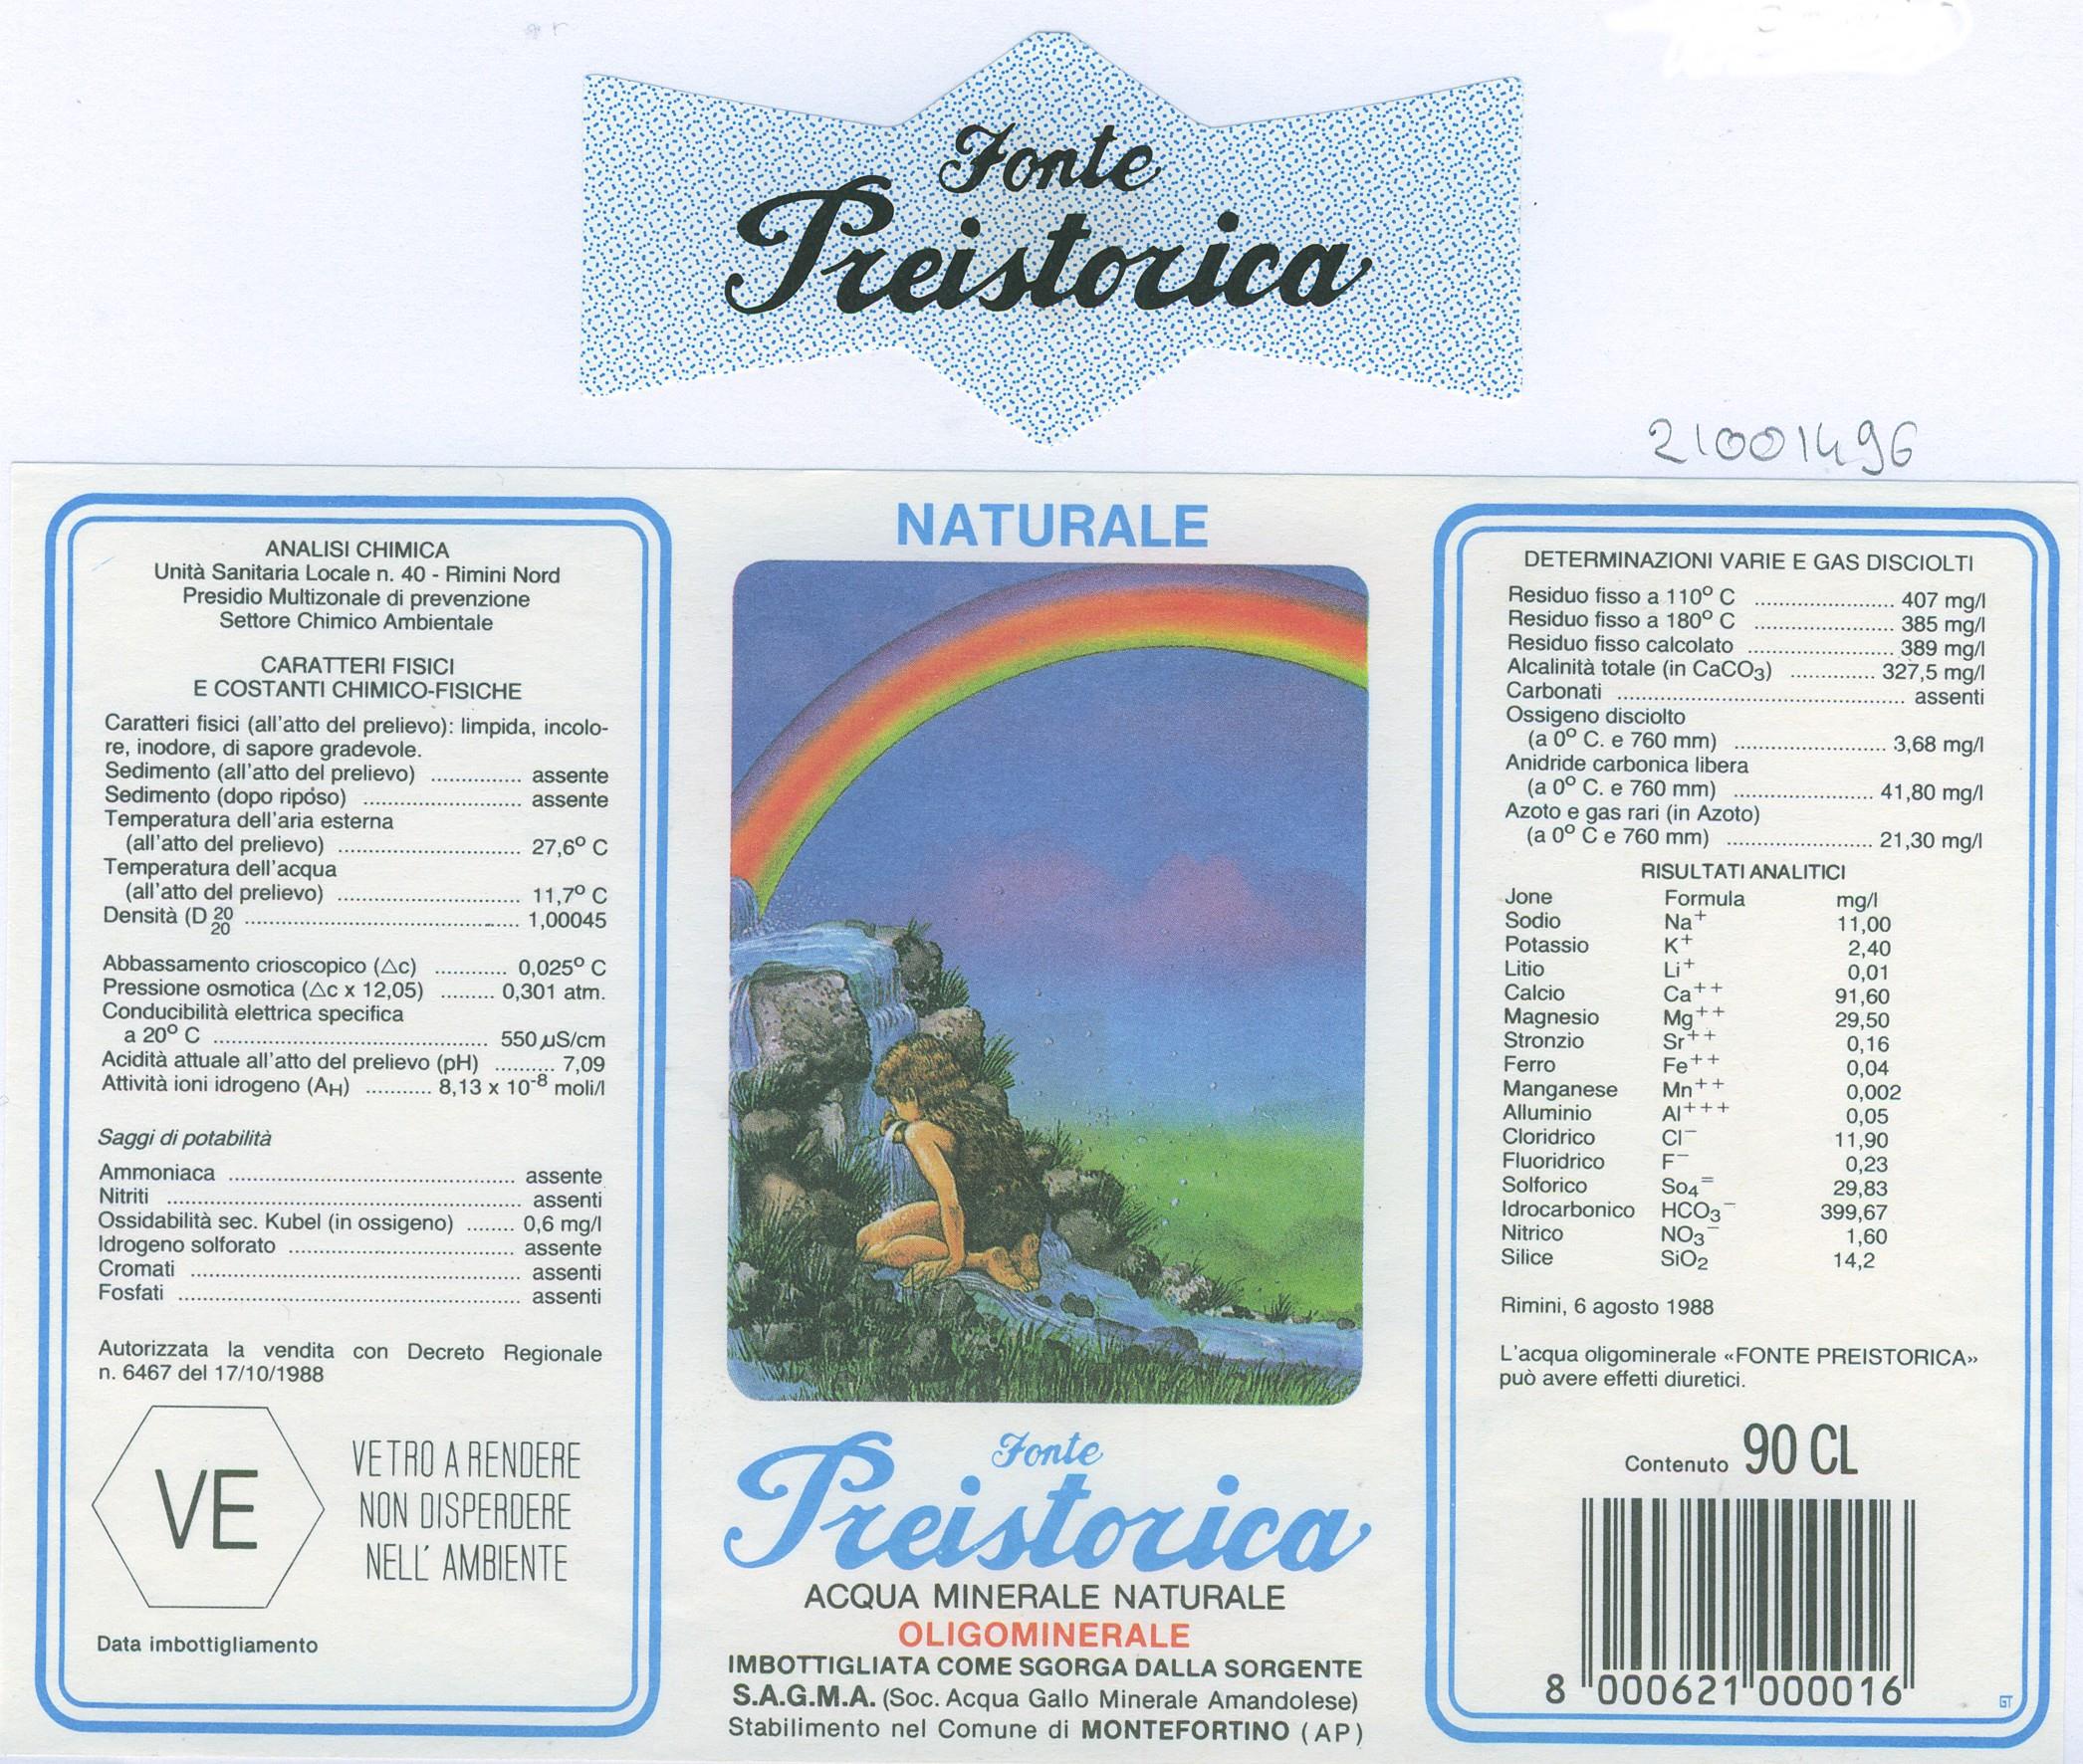 Fonte
Preistorica
21001496
ANALISI CHIMICA
Unità Sanitaria Locale n. 40 - Rimini Nord
Presidio Multizonale di prevenzione
Settore Chimico Ambientale
CARATTERI FISICI
E COSTANTI CHIMICO-FISICHE
Caratteri fisici (all'atto del prelievo): limpida, incolo-
re, inodore, di sapore gradevole.
Sedimento (all'atto del prelievo) .............. assente
Sedimento (dopo riposo) ........................ assente
Temperatura dell'aria esterna
(all'atto del prelievo) ............................ 27,6º C
Temperatura dell'acqua
(all'atto del prelievo) ............................ 11,7º C
Densità (D 20/20 .......................................... 1,00045
Abbassamento crioscopico (△c) ........... 0,025º C
Pressione osmotica (△c x 12,05) ......... 0,301 atm.
Conducibilità elettrica specifica
a 20º C .......................................... 550 µS/cm
Acidità attuale all'atto del prelievo (pH) .......... 7,09
Attività ioni idrogeno (AH) ........... 8,13 x 10-8 moli/l
Saggi di potabilità
Ammoniaca ............................................ assente
Nitriti ...................................................... assenti
Ossidabilità sec. Kubel (in ossigeno) ....... 0,6 mg/l
Idrogeno solforato ................................... assente
Cromati ................................................... assenti
Fosfati ..................................................... assenti
Autorizzata la vendita con Decreto Regionale
n. 6467 del 17/10/1988
VE
VETRO A RENDERE
NON DISPERDERE
NELL' AMBIENTE
Data imbottigliamento
NATURALE
Fonte
Preistorica
ACQUA MINERALE NATURALE
OLIGOMINERALE
IMBOTTIGLIATA COME SGORGA DALLA SORGENTE
S.A.G.M.A. (Soc. Acqua Gallo Minerale Amandolese)
Stabilimento nel Comune di MONTEFORTINO (AP)
DETERMINAZIONI VARIE E GAS DISCIOLTI
Residuo fisso a 110º C ....................... 407 mg/l
Residuo fisso a 180º C ....................... 385 mg/l
Residuo fisso calcolato ....................... 389 mg/l
Alcalinità totale (in CaCO3) .............. 327,5 mg/l
Carbonati ............................................ assenti
Ossigeno disciolto
(a 0º C. e 760 mm) ......................... 3,68 mg/l
Anidride carbonica libera
(a 0º C. e 760 mm) ....................... 41,80 mg/l
Azoto e gas rari (in Azoto)
(a 0º C e 760 mm) ........................ 21,30 mg/l
RISULTATI ANALITICI
Jone Formula mg/l
Sodio Na+ 11,00
Potassio K+ 2,40
Litio Li+ 0,01
Calcio Ca++ 91,60
Magnesio Mg++ 29,50
Stronzio Sr++ 0,16
Ferro Fe++ 0,04
Manganese Mn++ 0,002
Alluminio Al+++ 0,05
Cloridrico Cl− 11,90
Fluoridrico F− 0,23
Solforico So4= 29,83
Idrocarbonico HCO3− 399,67
Nitrico NO3− 1,60
Silice SiO2 14,2
Rimini, 6 agosto 1988
L'acqua oligominerale «FONTE PREISTORICA»
può avere effetti diuretici.
Contenuto 90 CL
8 000621 000016
GT